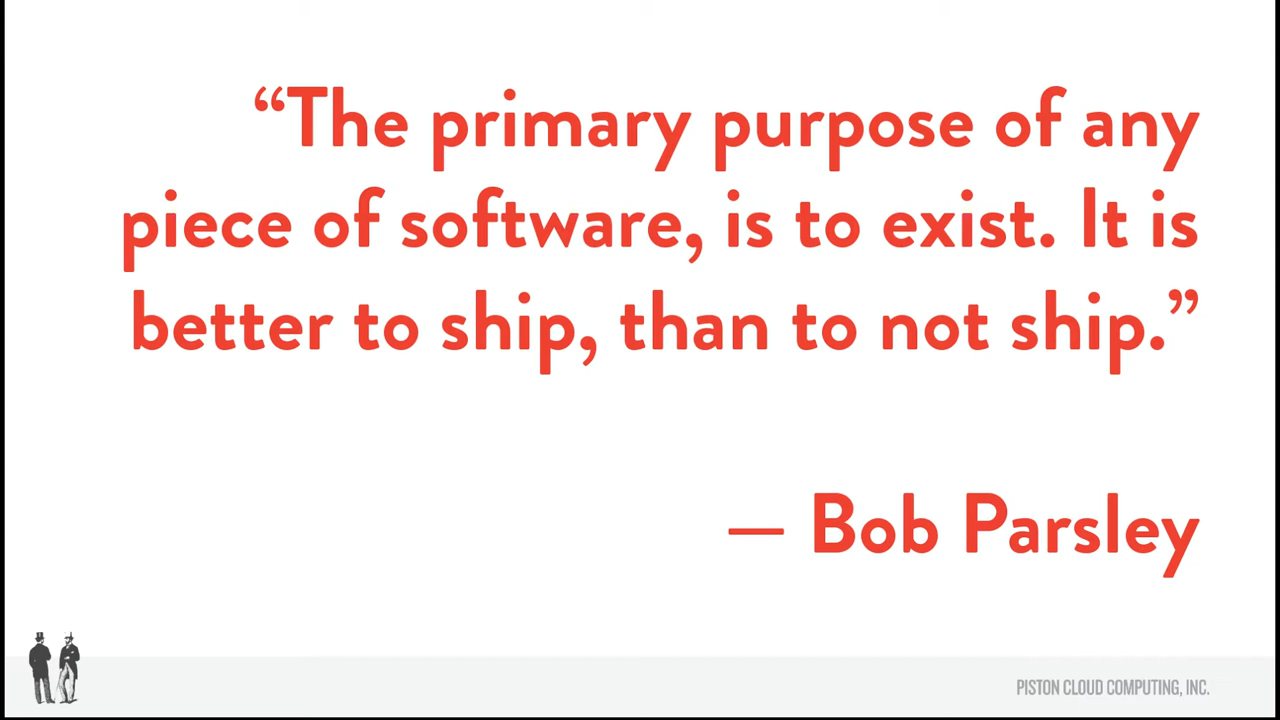 “The primary purpose of any
piece of software, is to exist. It is
better to ship, than to not ship.”
— Bob Parsley
PISTON CLOUD COMPUTING, INC.